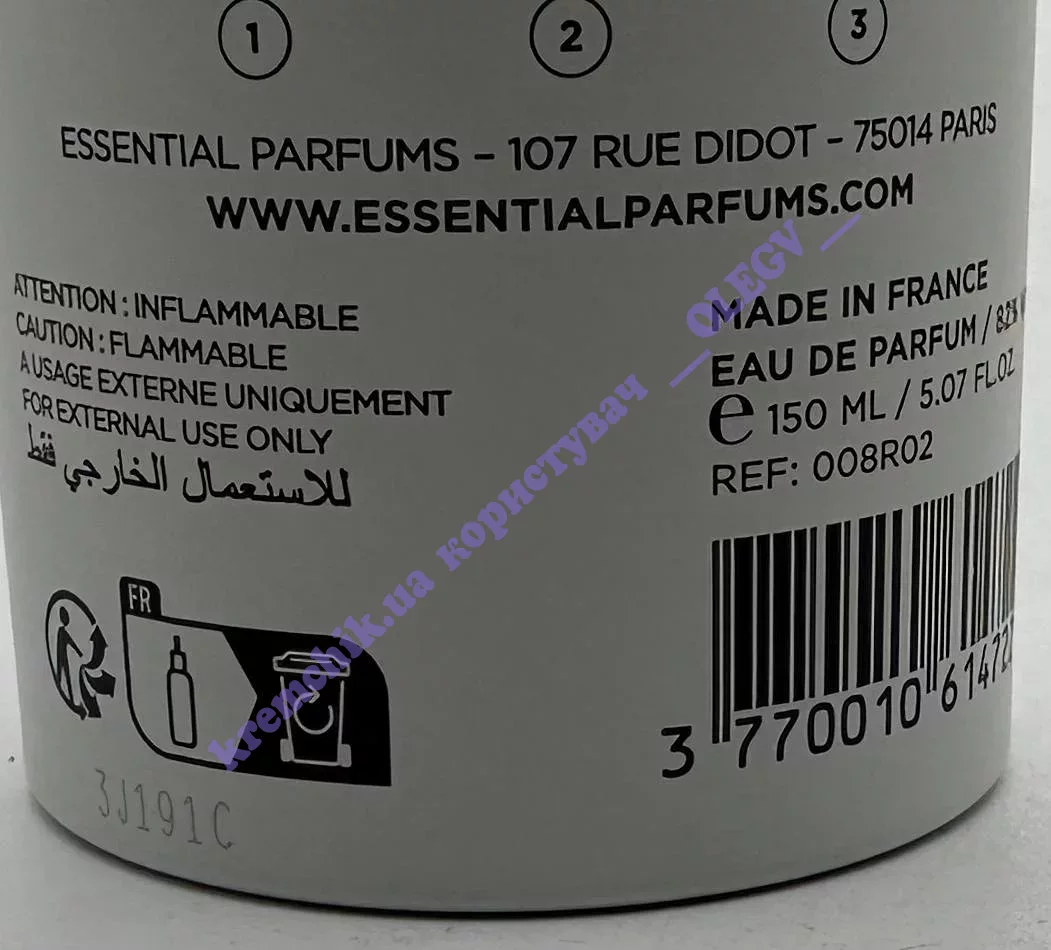 1
2
3
ESSENTIAL PARFUMS – 107 RUE DIDOT – 75014 PARIS
WWW.ESSENTIALPARFUMS.COM
ATTENTION : INFLAMMABLE
CAUTION : FLAMMABLE
A USAGE EXTERNE UNIQUEMENT
FOR EXTERNAL USE ONLY
للاستعمال الخارجي فقط
MADE IN FRANCE
EAU DE PARFUM /
e 150 ML / 5.07 FL.OZ
REF: 008R02
FR
3 770010 6147
3J191C
kremchik.ua користувач __OLEGV__